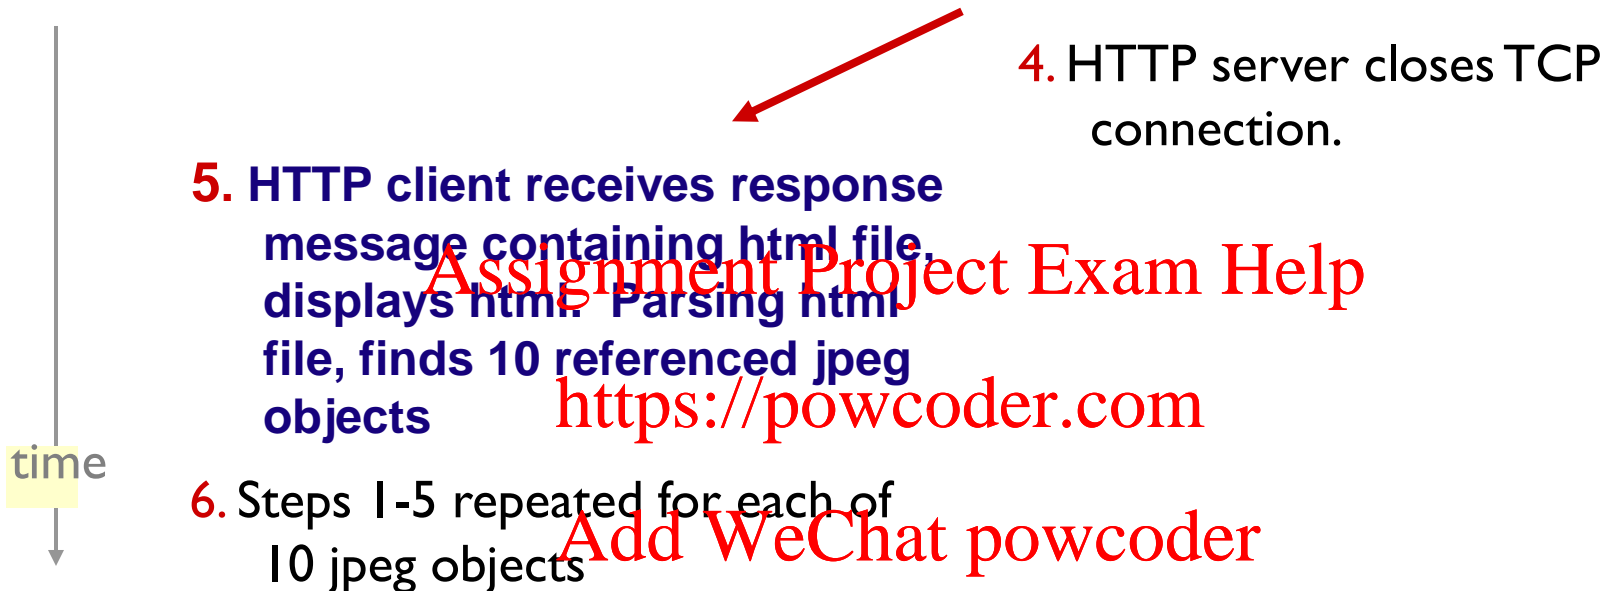 4. HTTP server closes TCP
connection.
5. HTTP client receives response
message containing html file,
displays html. Parsing html
file, finds 10 referenced jpeg
objects
Assignment Project Exam Help
https://powcoder.com
time
6. Steps 1-5 repeated for each of
10 jpeg objects
Add WeChat powcoder